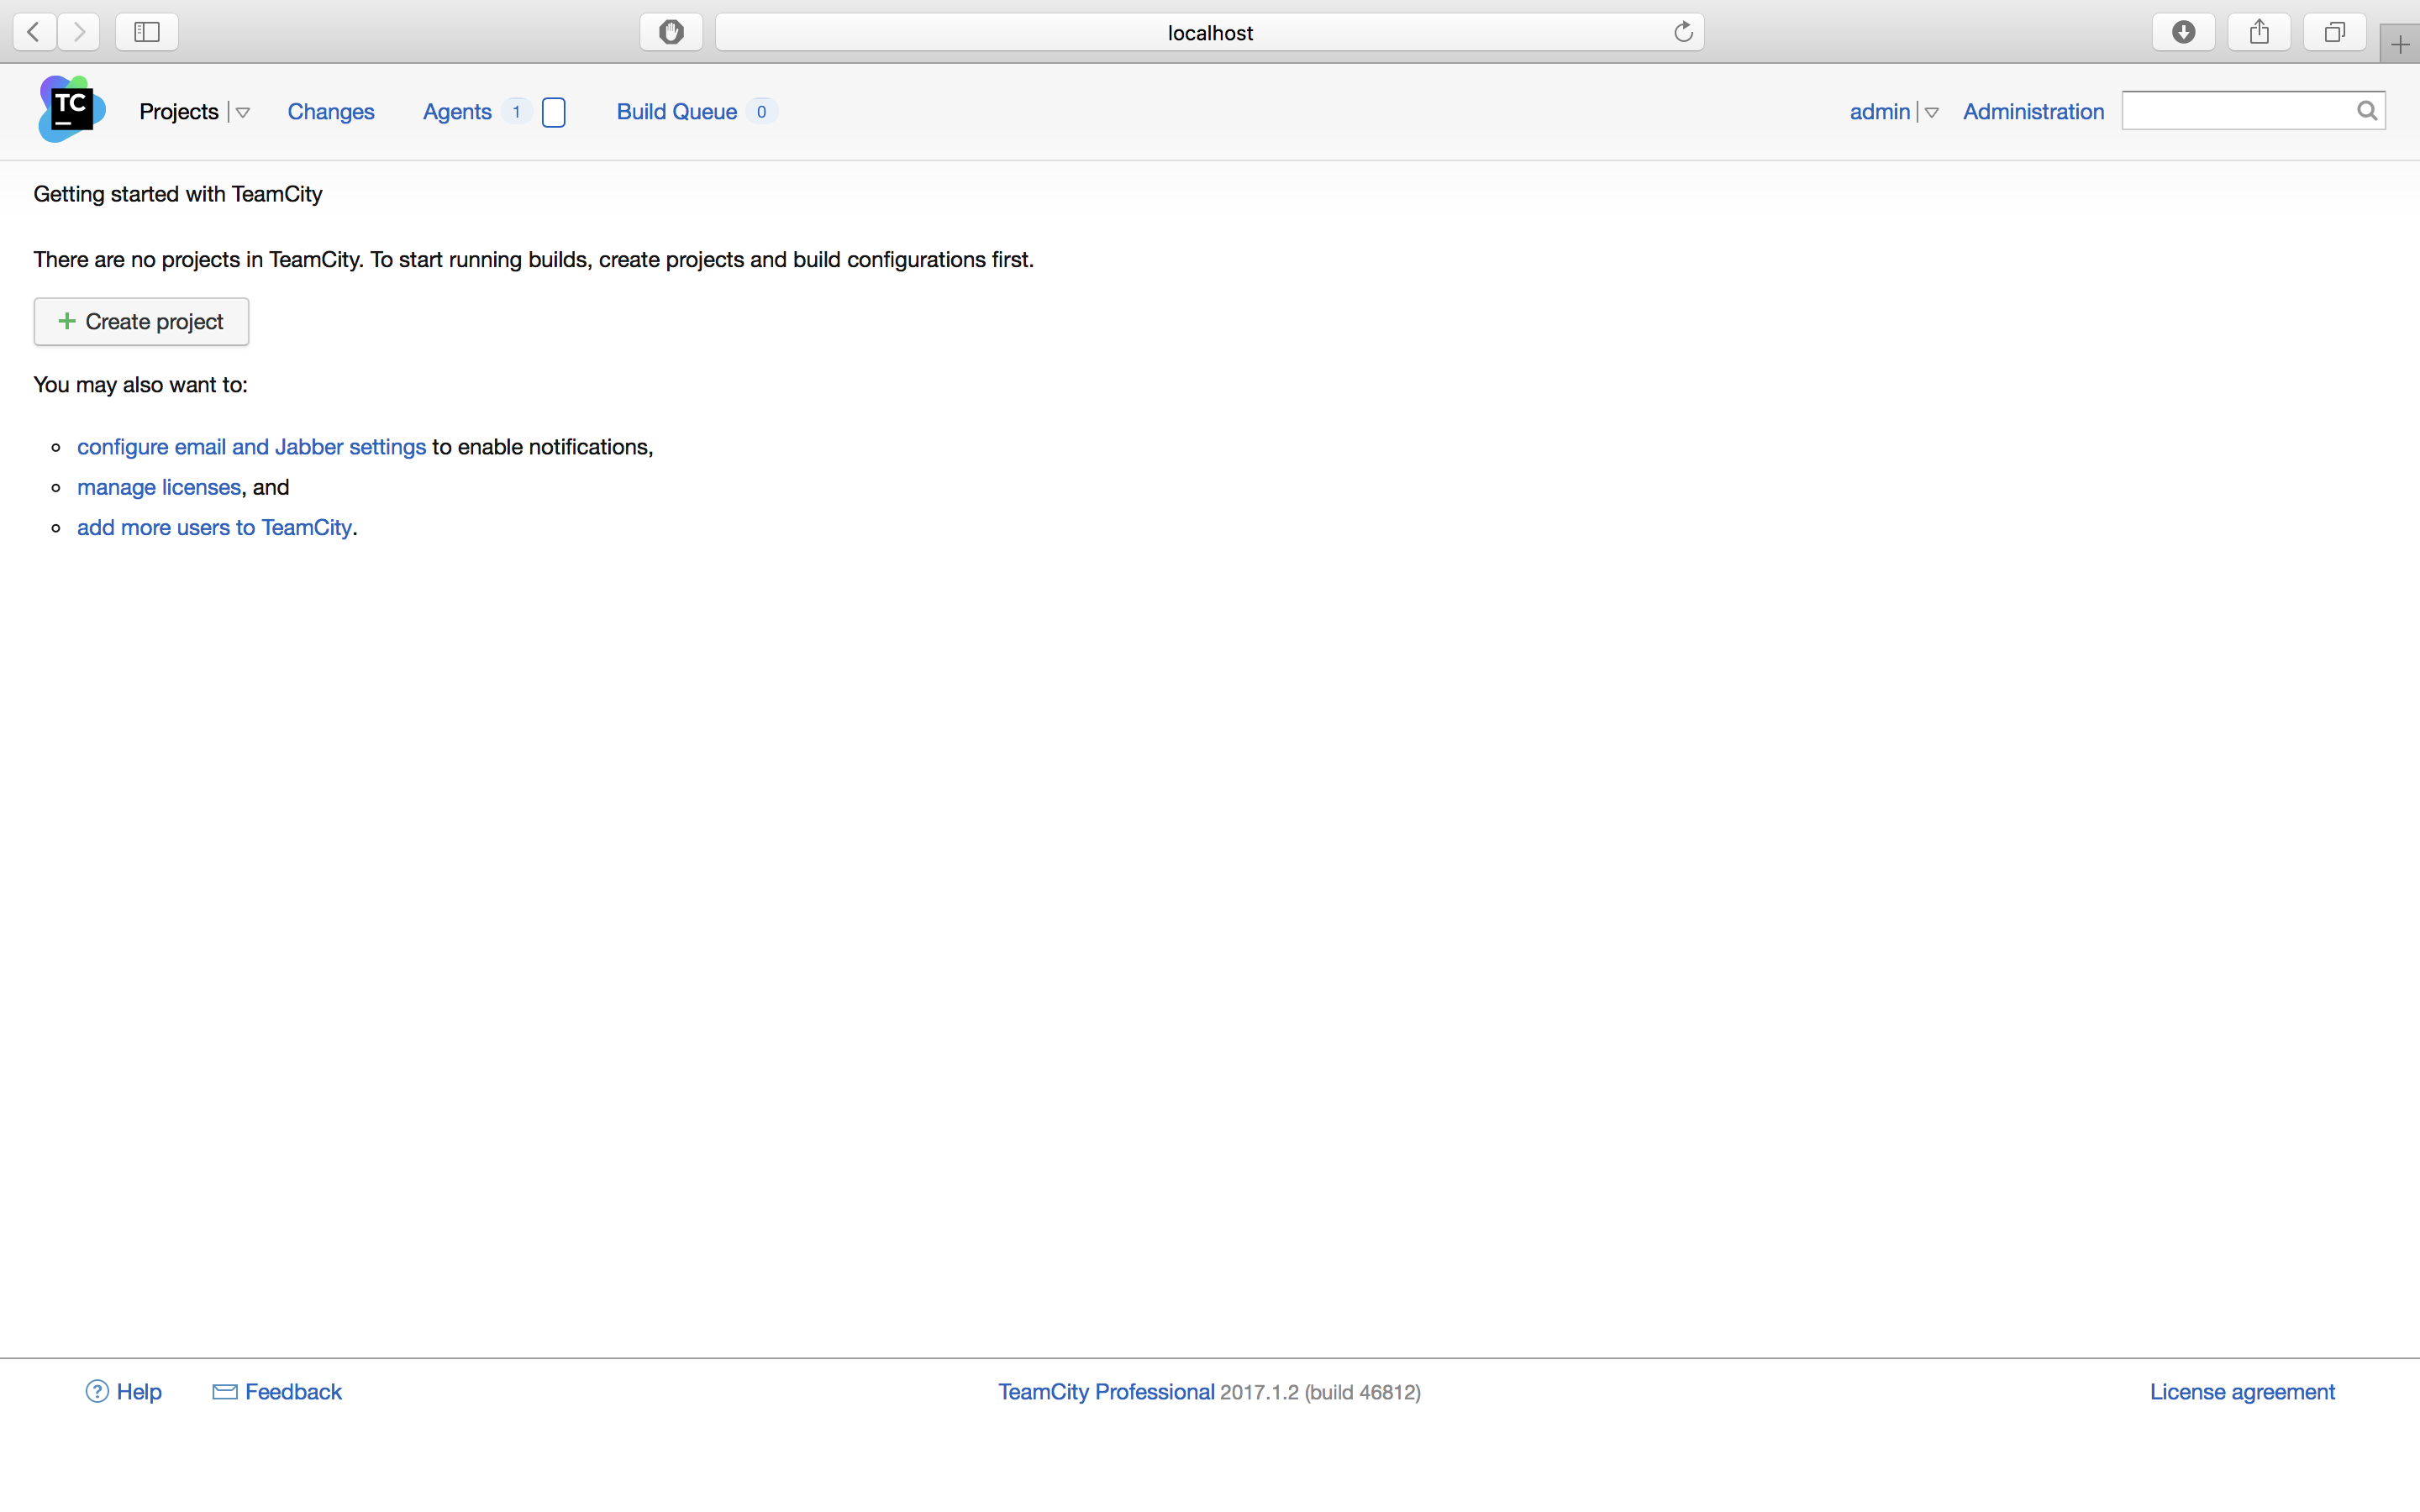 localhost
TC
Projects Changes Agents 1 Build Queue 0 admin Administration
Getting started with TeamCity
There are no projects in TeamCity. To start running builds, create projects and build configurations first.
+ Create project
You may also want to:
configure email and Jabber settings to enable notifications,
manage licenses, and
add more users to TeamCity.
? Help Feedback TeamCity Professional 2017.1.2 (build 46812) License agreement